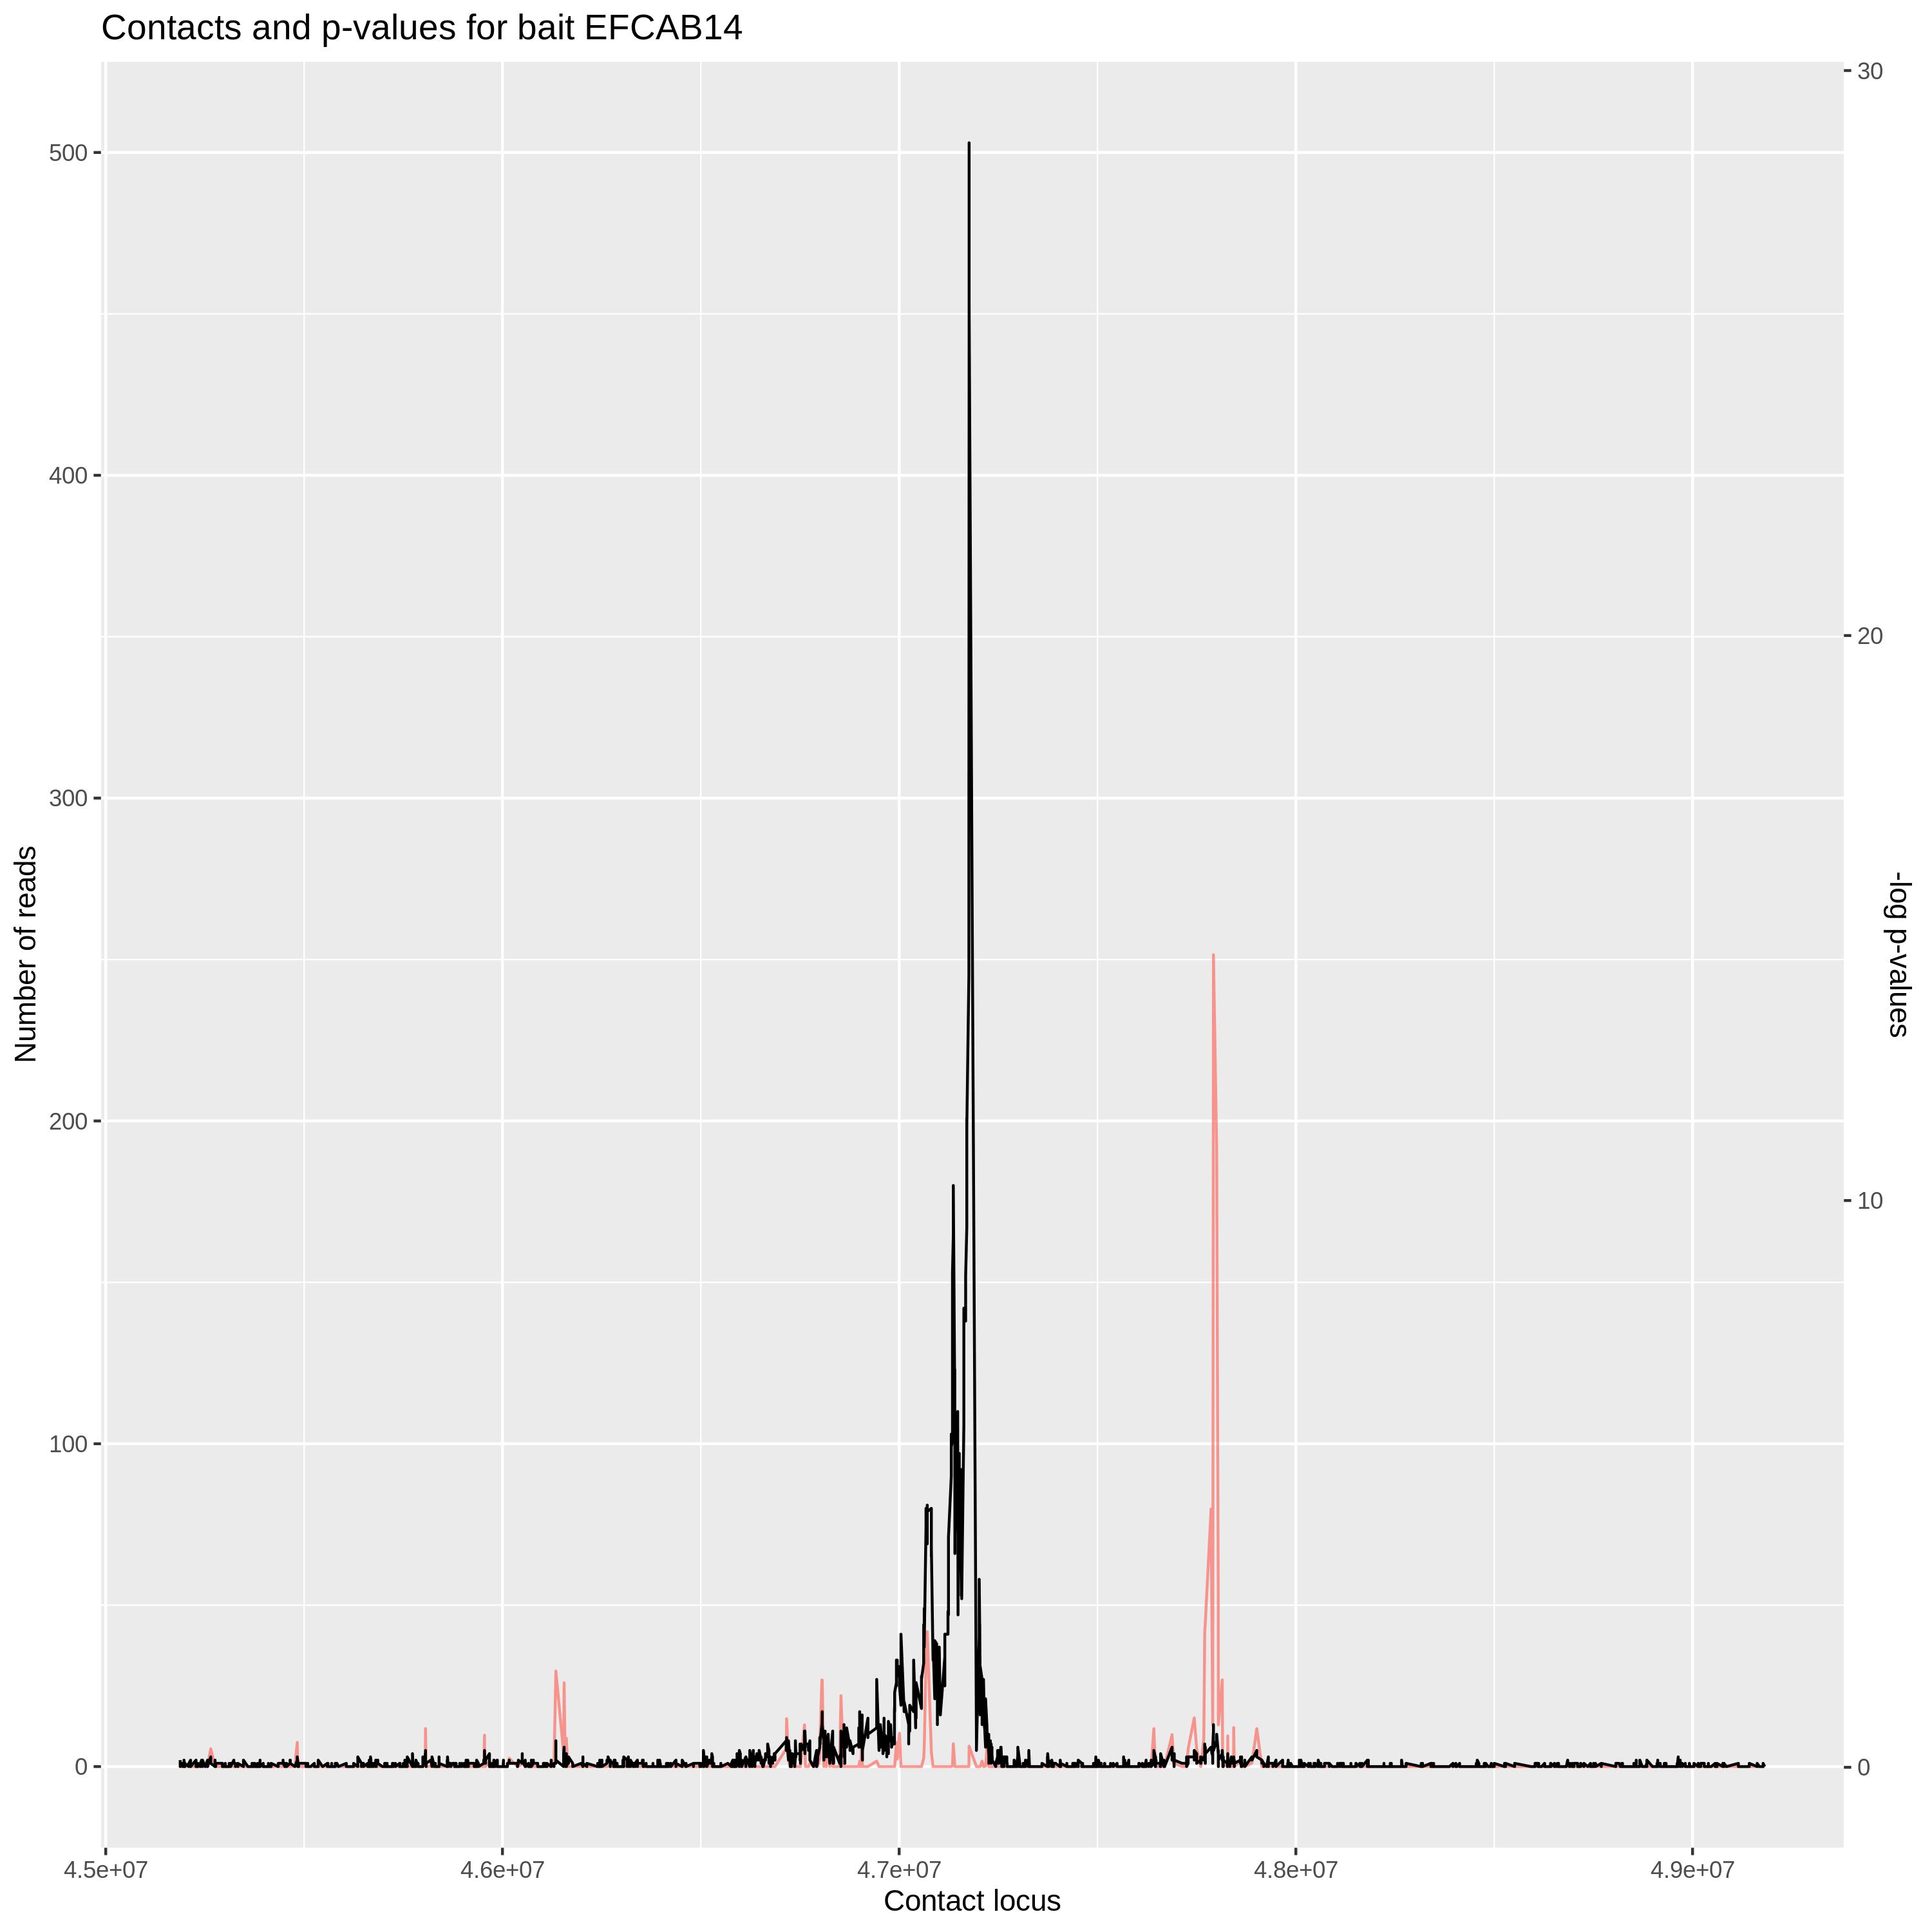 Contacts and p-values for bait EFCAB14
Number of reads
500
400
300
200
100
0
30
20
10
0
-log p-values
4.5e+07
4.6e+07
4.7e+07
4.8e+07
4.9e+07
Contact locus